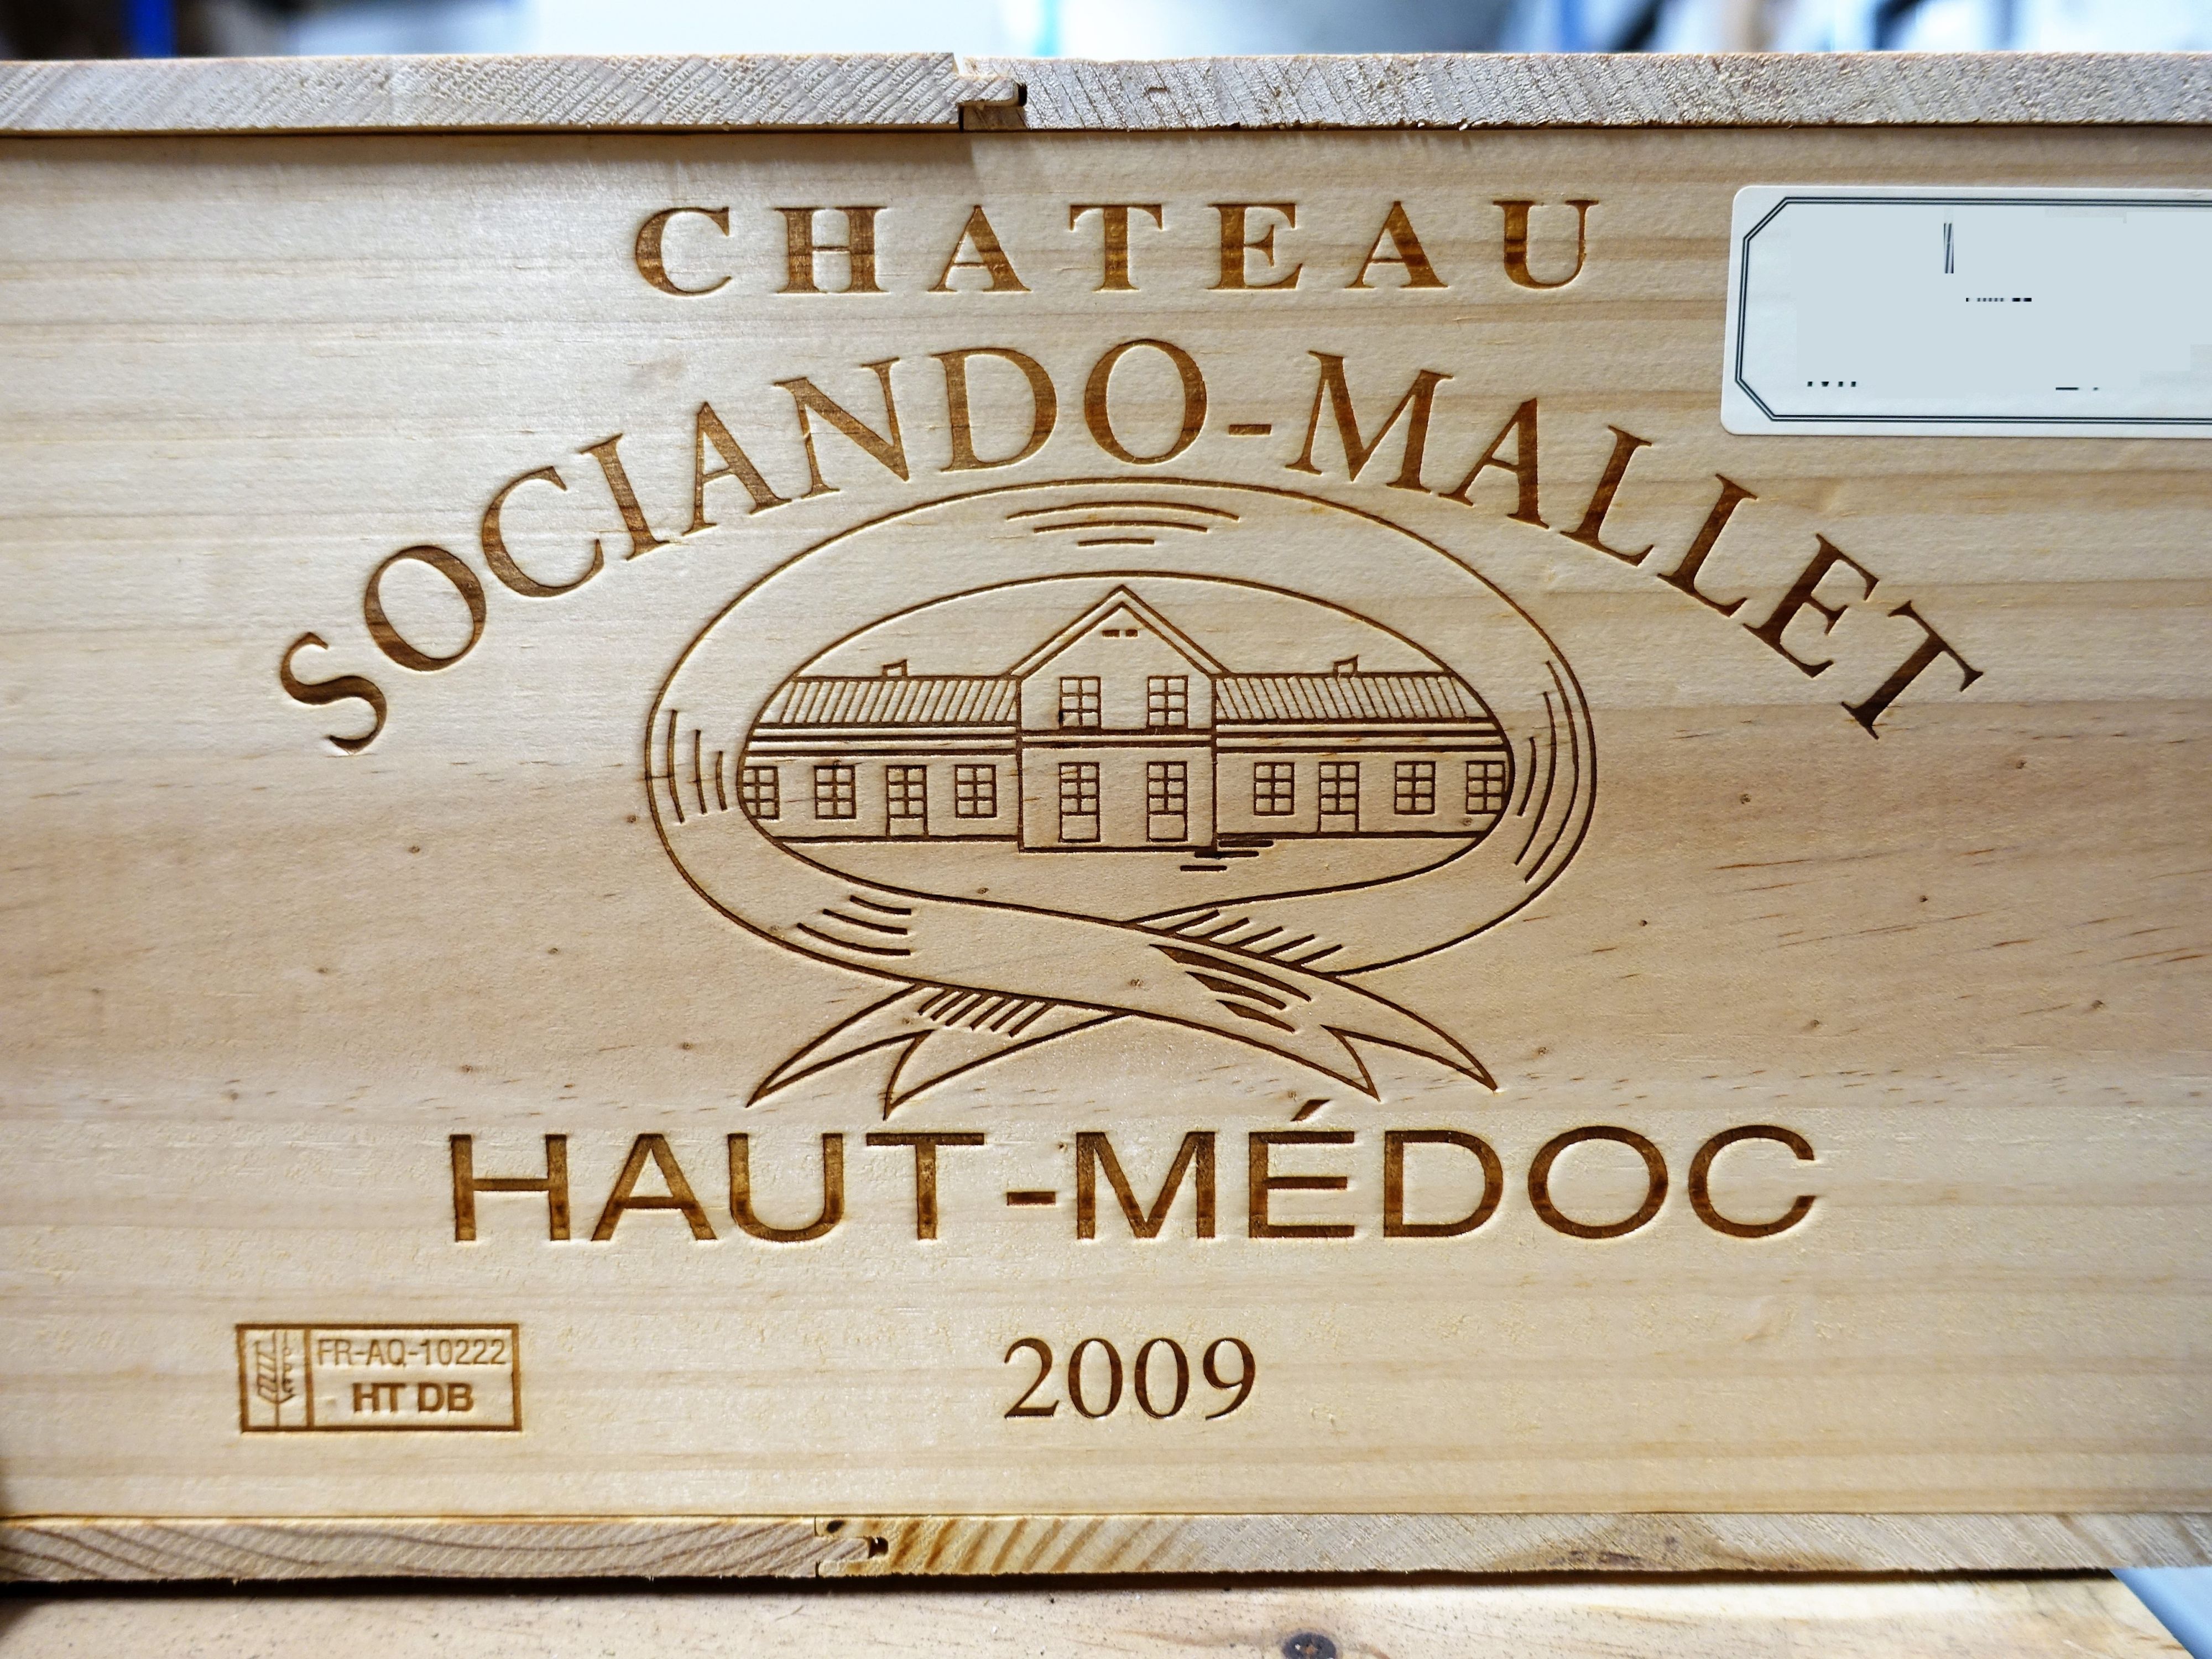 CHATEAU
SOCIANDO-MALLET
HAUT-MÉDOC
FR-AQ-10222
HT DB
2009